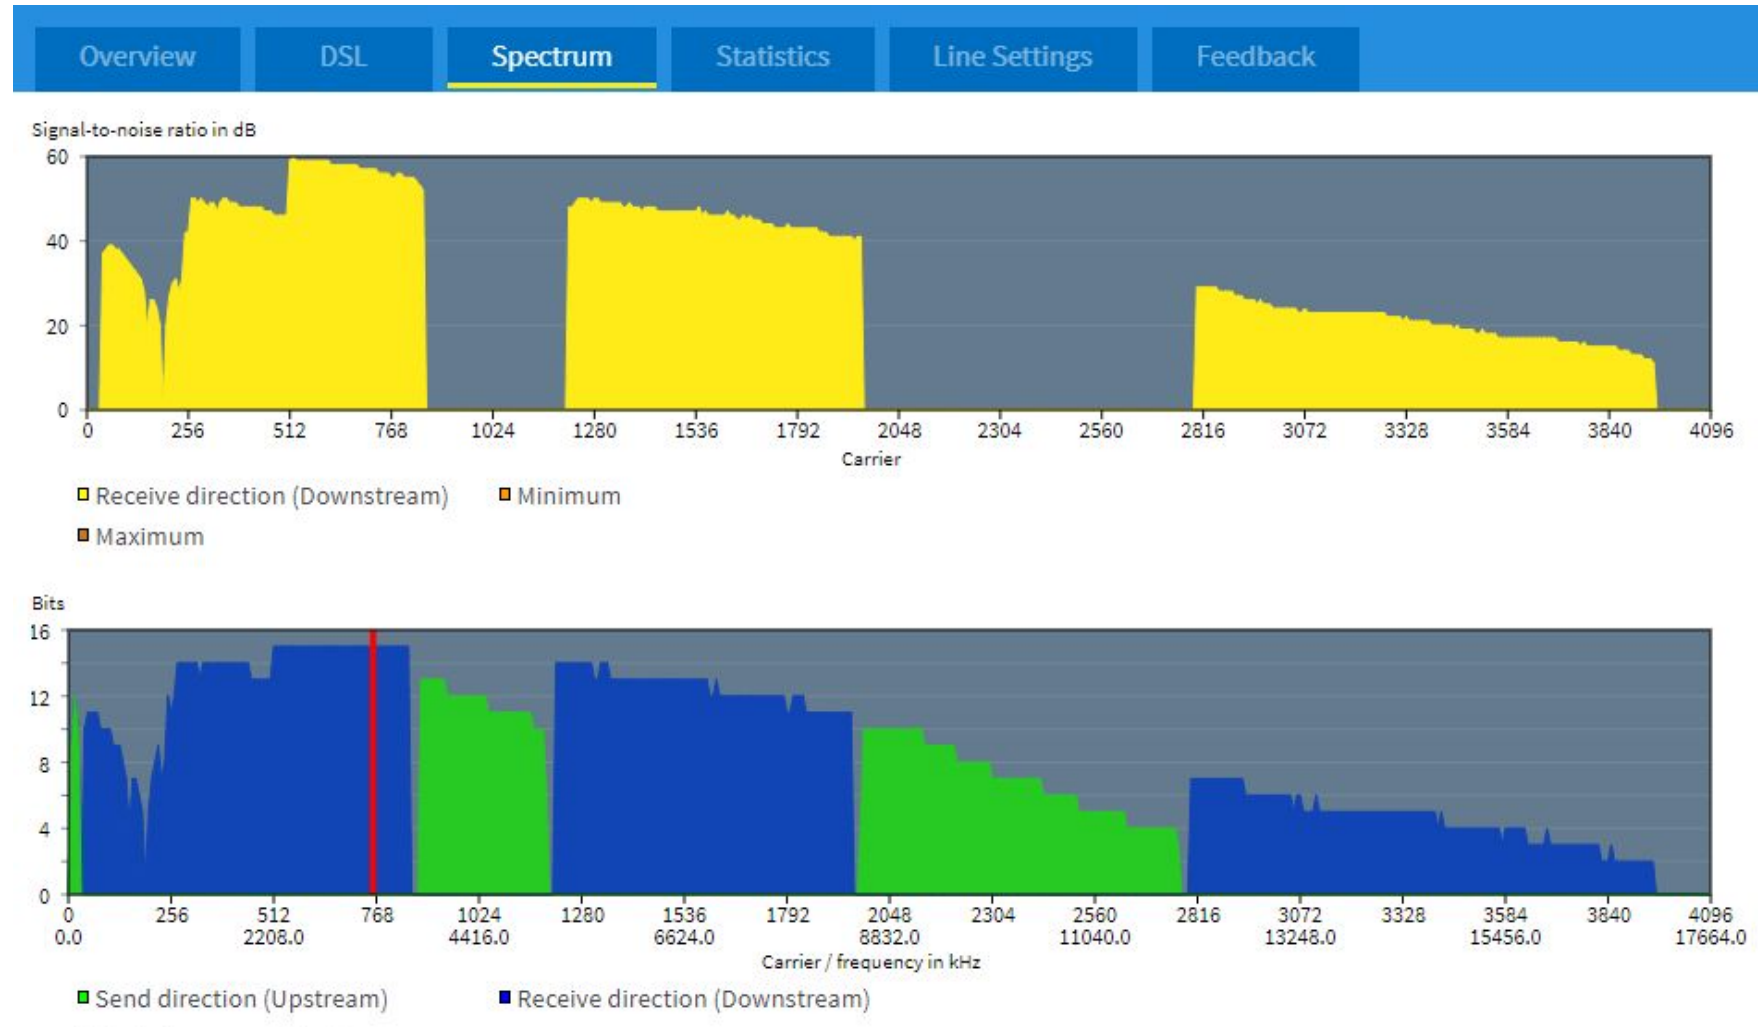 Overview DSL Spectrum Statistics Line Settings Feedback
Signal-to-noise ratio in dB
60
40
20
0
0 256 512 768 1024 1280 1536 1792 2048 2304 2560 2816 3072 3328 3584 3840 4096
Carrier
Receive direction (Downstream) Minimum
Maximum
Bits
16
12
8
4
0
0 256 512 768 1024 1280 1536 1792 2048 2304 2560 2816 3072 3328 3584 3840 4096
0.0 2208.0 4416.0 6624.0 8832.0 11040.0 13248.0 15456.0 17664.0
Carrier / frequency in kHz
Send direction (Upstream) Receive direction (Downstream)